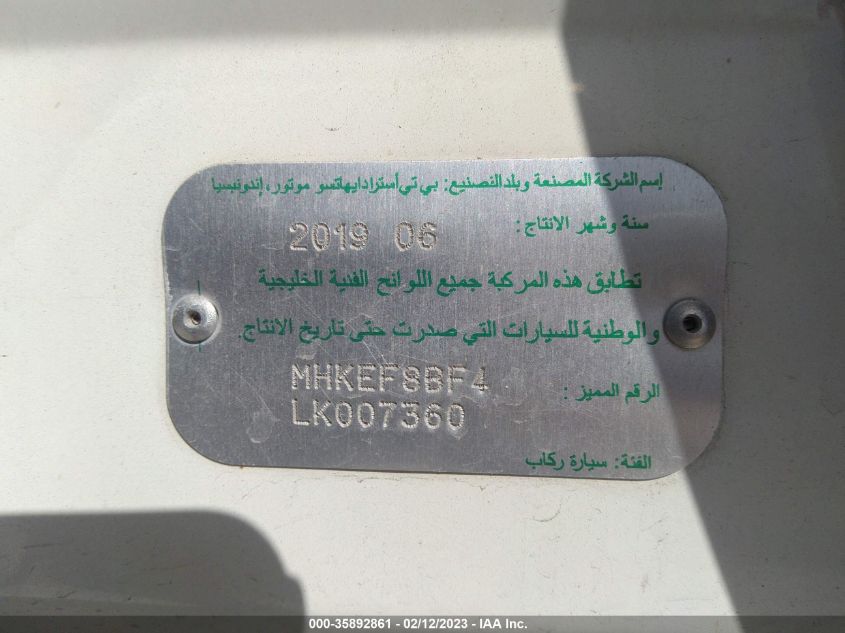 إسم الشركة المصنعة وبلد التصنيع: بي تي أسترا دايهاتسو موتور، إندونيسيا
سنة وشهر الانتاج: 2019 06
تطابق هذه المركبة جميع اللوائح الفنية الخليجية
والوطنية للسيارات التي صدرت حتى تاريخ الانتاج.
الرقم المميز: MHKEF8BF4
LK007360
الفئة: سيارة ركاب
000-35892861 - 02/12/2023 - IAA Inc.